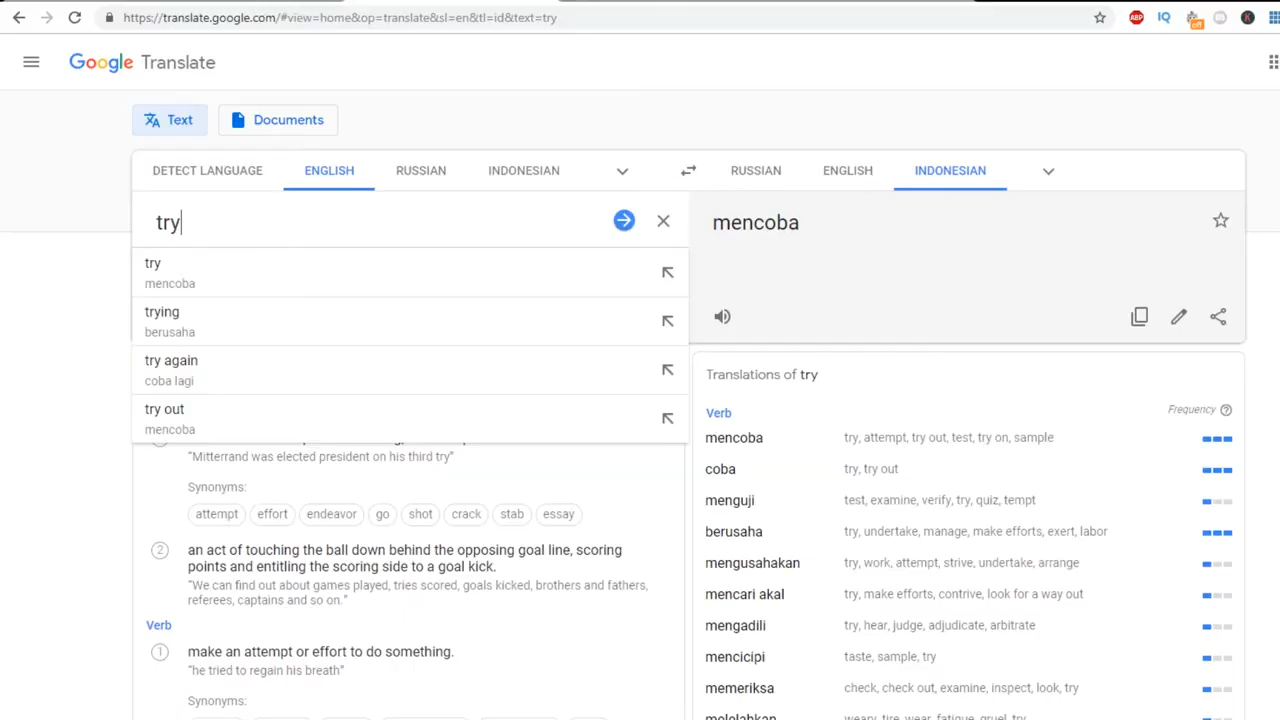 https://translate.google.com/#view=home&op=translate&sl=en&tl=id&text=try
ABP
IQ
off
K
Google Translate
Text
Documents
DETECT LANGUAGE
ENGLISH
RUSSIAN
INDONESIAN
RUSSIAN
ENGLISH
INDONESIAN
try
mencoba
try
mencoba
trying
berusaha
try again
coba lagi
try out
mencoba
"Mitterrand was elected president on his third try"
Synonyms:
attempt
effort
endeavor
go
shot
crack
stab
essay
2
an act of touching the ball down behind the opposing goal line, scoring
points and entitling the scoring side to a goal kick.
"We can find out about games played, tries scored, goals kicked, brothers and fathers,
referees, captains and so on."
Verb
1
make an attempt or effort to do something.
"he tried to regain his breath"
Synonyms:
Translations of try
Frequency
Verb
mencoba try, attempt, try out, test, try on, sample
coba try, try out
menguji test, examine, verify, try, quiz, tempt
berusaha try, undertake, manage, make efforts, exert, labor
mengusahakan try, work, attempt, strive, undertake, arrange
mencari akal try, make efforts, contrive, look for a way out
mengadili try, hear, judge, adjudicate, arbitrate
mencicipi taste, sample, try
memeriksa check, check out, examine, inspect, look, try
melelahkan weary, tire, wear, fatigue, gruel, try